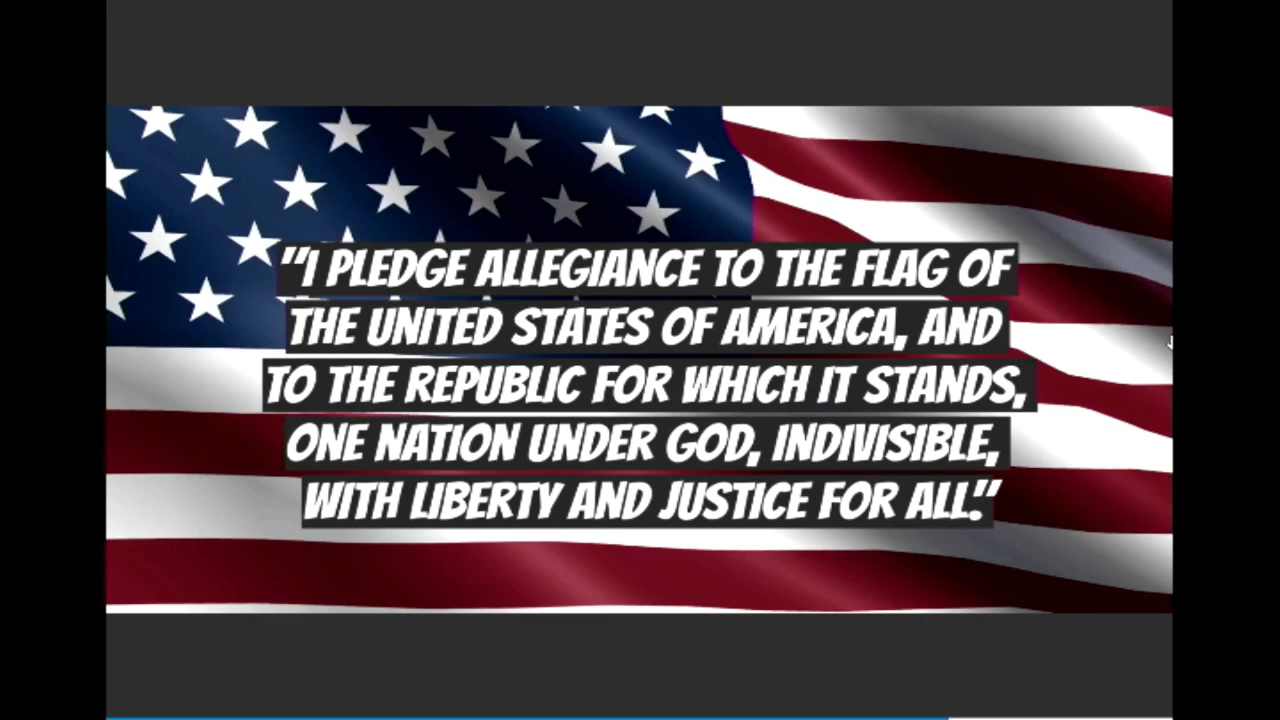 "I PLEDGE ALLEGIANCE TO THE FLAG OF
THE UNITED STATES OF AMERICA, AND
TO THE REPUBLIC FOR WHICH IT STANDS,
ONE NATION UNDER GOD, INDIVISIBLE,
WITH LIBERTY AND JUSTICE FOR ALL."